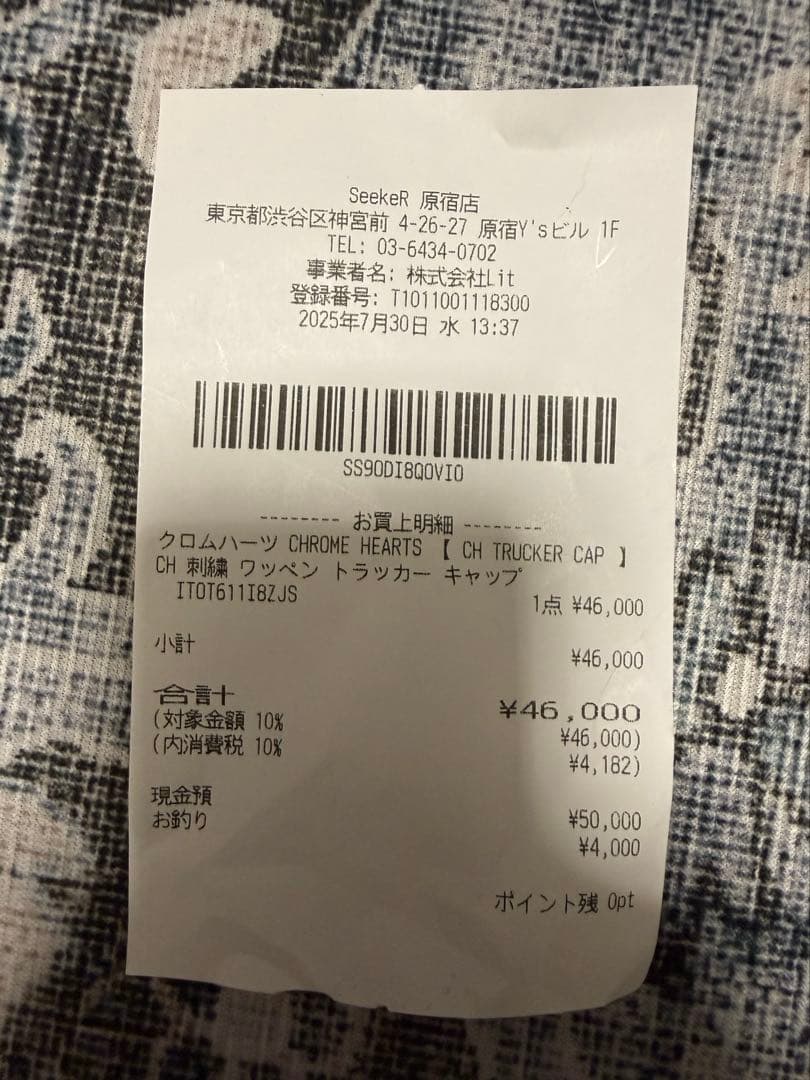 SeekeR 原宿店
東京都渋谷区神宮前 4-26-27 原宿Y'sビル 1F
TEL: 03-6434-0702
事業者名: 株式会社Lit
登録番号: T1011001118300
2025年7月30日 水 13:37
SS90DI8Q0VI0
-------- お買上明細 --------
クロムハーツ CHROME HEARTS 【 CH TRUCKER CAP 】
CH 刺繍 ワッペン トラッカー キャップ
ITOT611I8ZJS 1点 ¥46,000
小計 ¥46,000
合計 ¥46,000
(対象金額 10% ¥46,000)
(内消費税 10% ¥4,182)
現金預 ¥50,000
お釣り ¥4,000
ポイント残 0pt